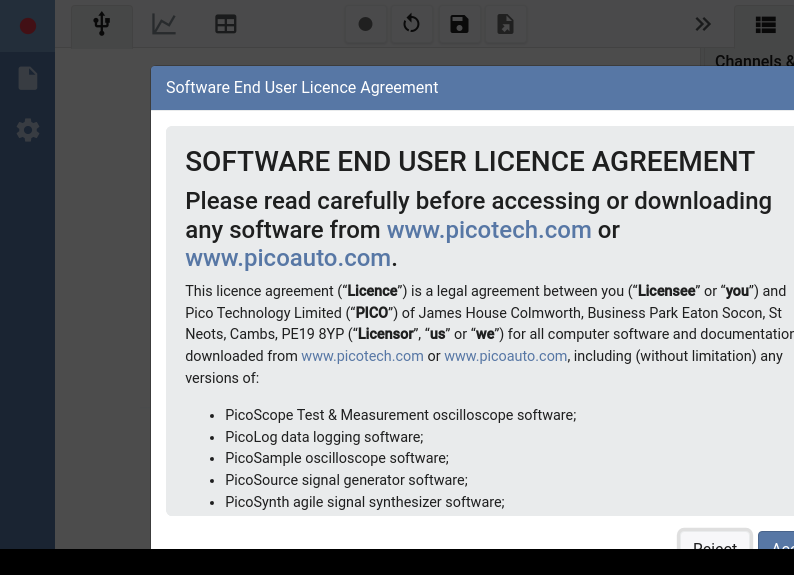 Channels &
Software End User Licence Agreement
SOFTWARE END USER LICENCE AGREEMENT
Please read carefully before accessing or downloading
any software from www.picotech.com or
www.picoauto.com.
This licence agreement (“Licence”) is a legal agreement between you (“Licensee” or “you”) and
Pico Technology Limited (“PICO”) of James House Colmworth, Business Park Eaton Socon, St
Neots, Cambs, PE19 8YP (“Licensor”, “us” or “we”) for all computer software and documentation
downloaded from www.picotech.com or www.picoauto.com, including (without limitation) any
versions of:
• PicoScope Test & Measurement oscilloscope software;
• PicoLog data logging software;
• PicoSample oscilloscope software;
• PicoSource signal generator software;
• PicoSynth agile signal synthesizer software;
Reject